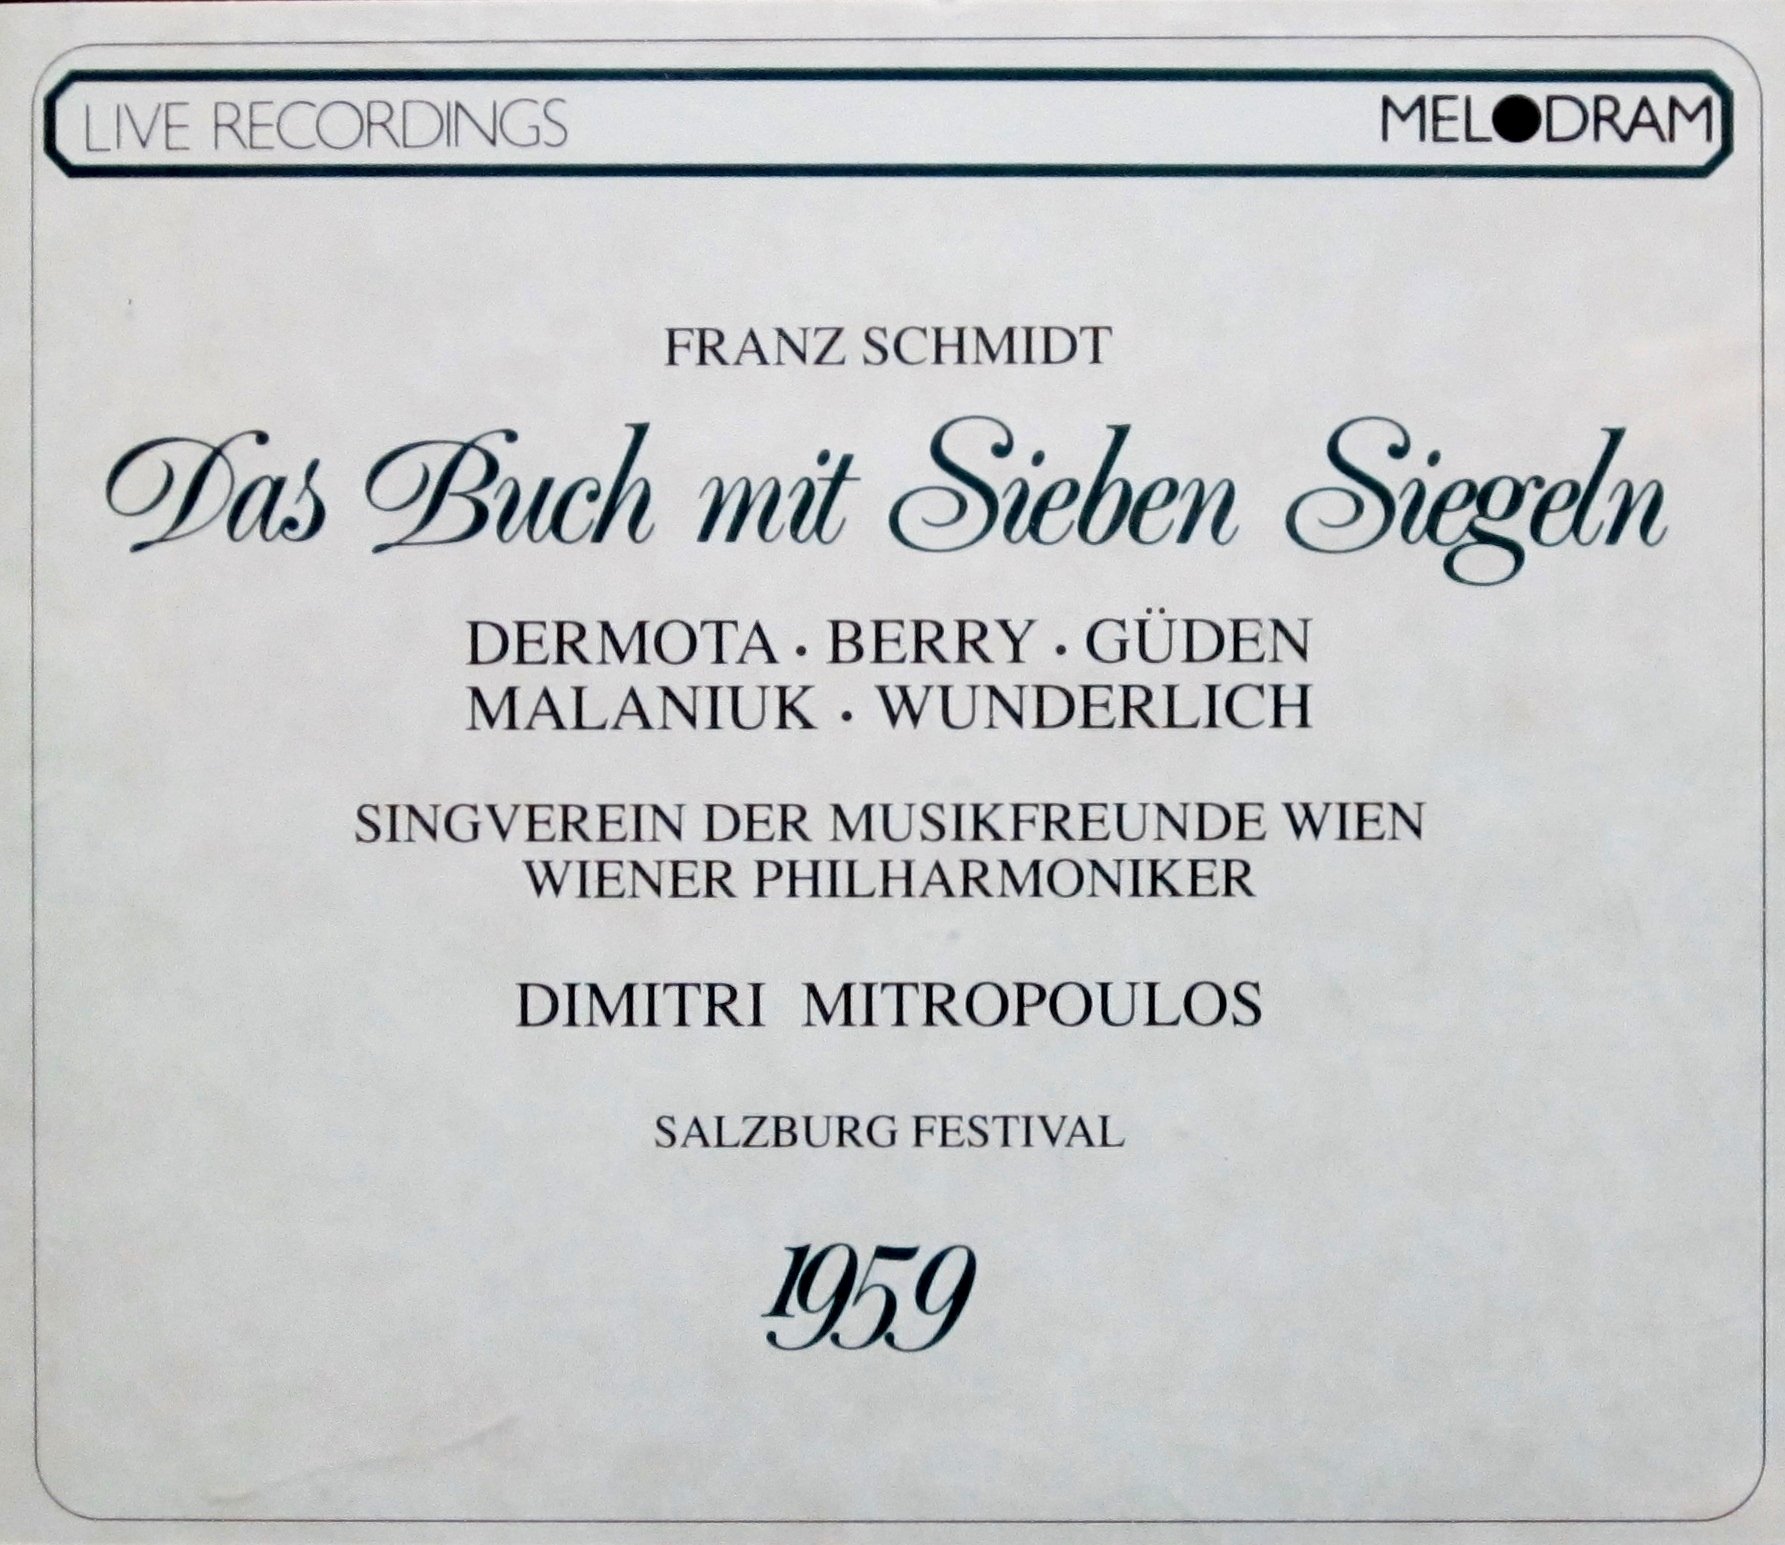 LIVE RECORDINGS MELODRAM
FRANZ SCHMIDT
Das Buch mit Sieben Siegeln
DERMOTA · BERRY · GÜDEN
MALANIUK · WUNDERLICH
SINGVEREIN DER MUSIKFREUNDE WIEN
WIENER PHILHARMONIKER
DIMITRI MITROPOULOS
SALZBURG FESTIVAL
1959